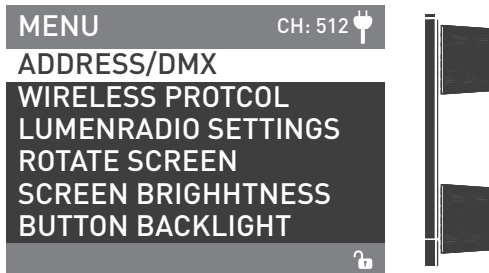 MENU CH: 512
ADDRESS/DMX
WIRELESS PROTCOL
LUMENRADIO SETTINGS
ROTATE SCREEN
SCREEN BRIGHHTNESS
BUTTON BACKLIGHT